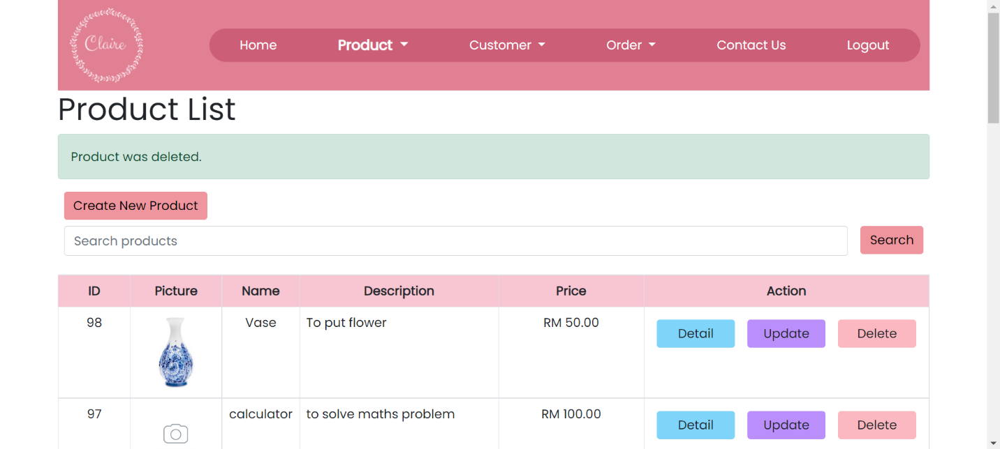 Claire
Home Product Customer Order Contact Us Logout
Product List
Product was deleted.
Create New Product
Search products Search
ID Picture Name Description Price Action
98 Vase To put flower RM 50.00 Detail Update Delete
97 calculator to solve maths problem RM 100.00 Detail Update Delete